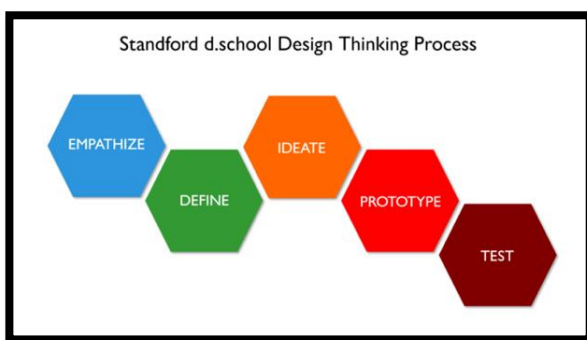 Standford d.school Design Thinking Process
EMPATHIZE
DEFINE
IDEATE
PROTOTYPE
TEST